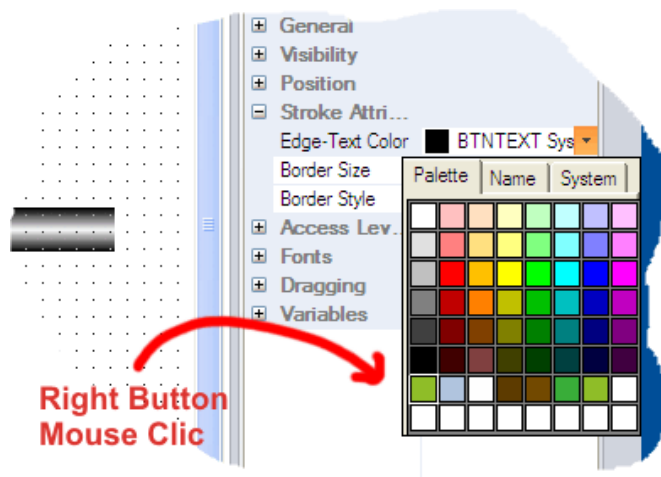 General
Visibility
Position
Stroke Attri...
Edge-Text Color BTNTEXT Sys
Border Size
Border Style
Palette Name System
Access Lev..
Fonts
Dragging
Variables
Right Button
Mouse Clic